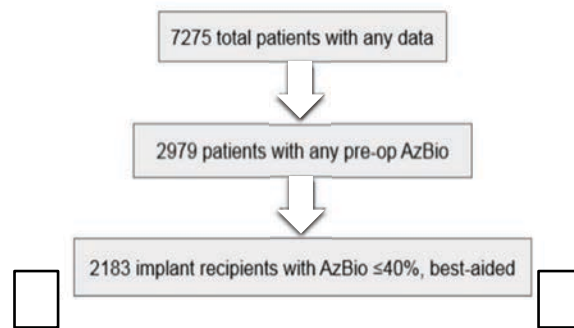 7275 total patients with any data
2979 patients with any pre-op AzBio
2183 implant recipients with AzBio ≤40%, best-aided